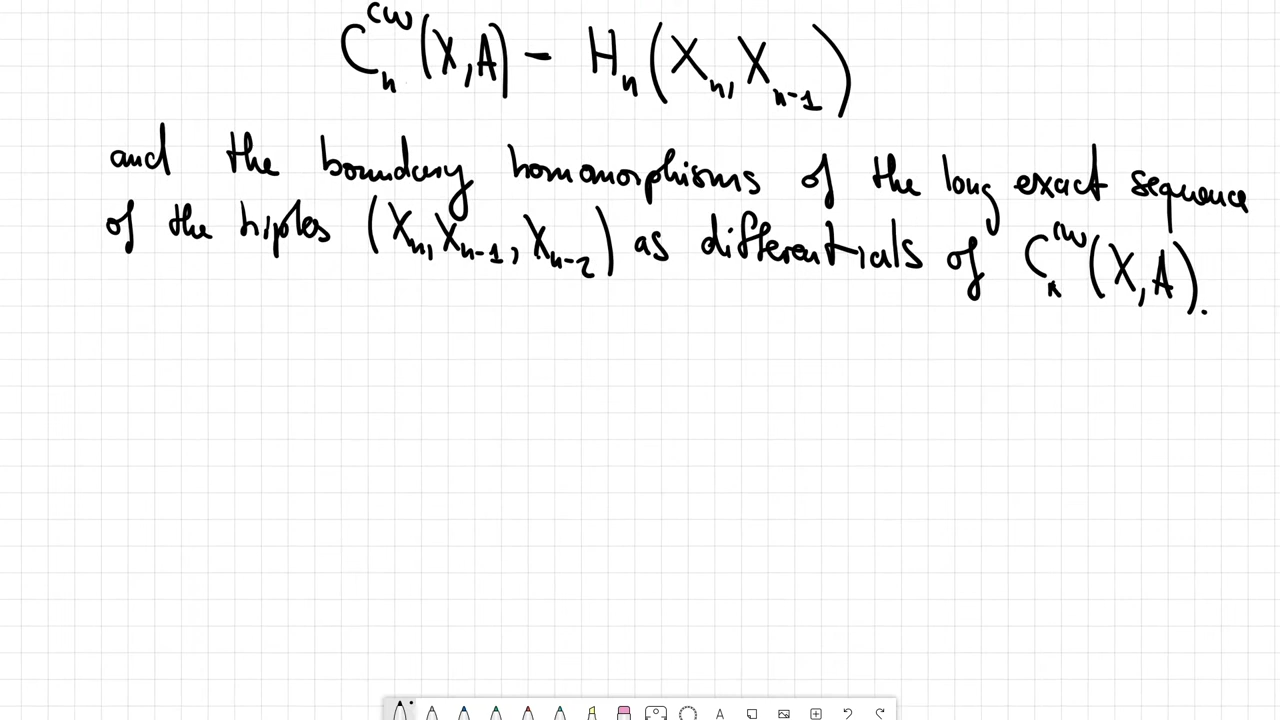 C_n^{CW}(X,A) - H_n(X_n, X_{n-1})
and the boundary homomorphisms of the long exact sequence
of the triples (X_n, X_{n-1}, X_{n-2}) as differentials of C_*^{CW}(X,A).